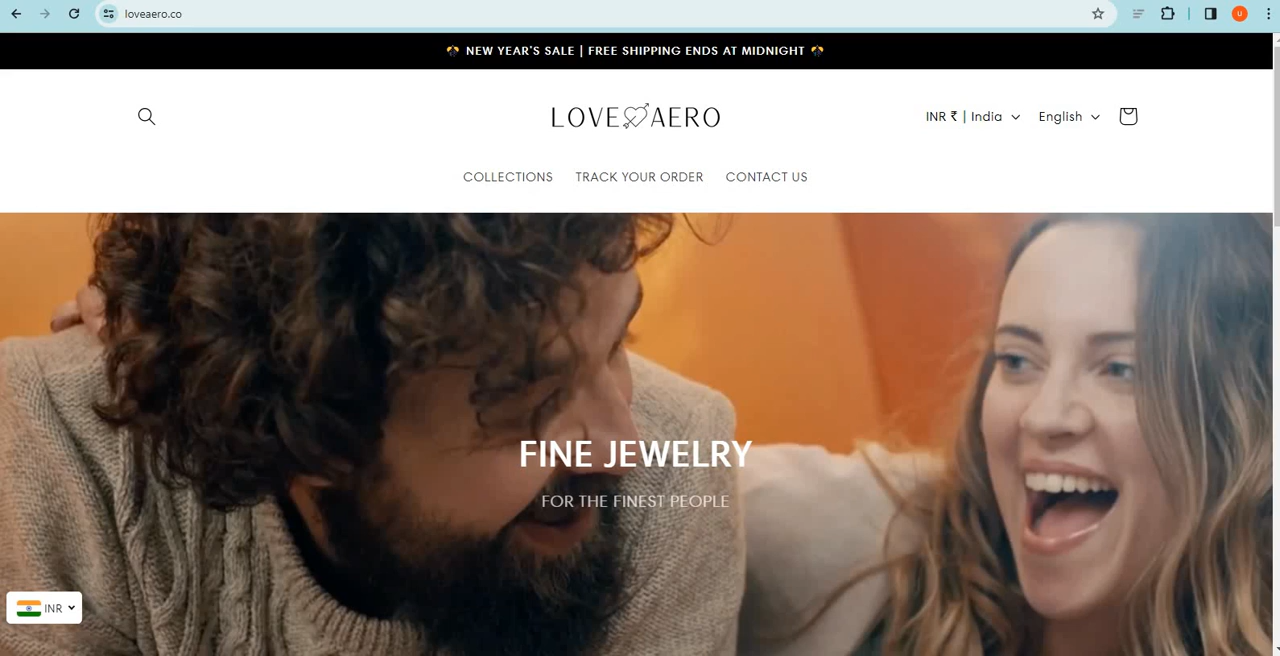 loveaero.co
U
NEW YEAR'S SALE | FREE SHIPPING ENDS AT MIDNIGHT
LOVE AERO
INR ₹ | India
English
COLLECTIONS
TRACK YOUR ORDER
CONTACT US
FINE JEWELRY
FOR THE FINEST PEOPLE
INR